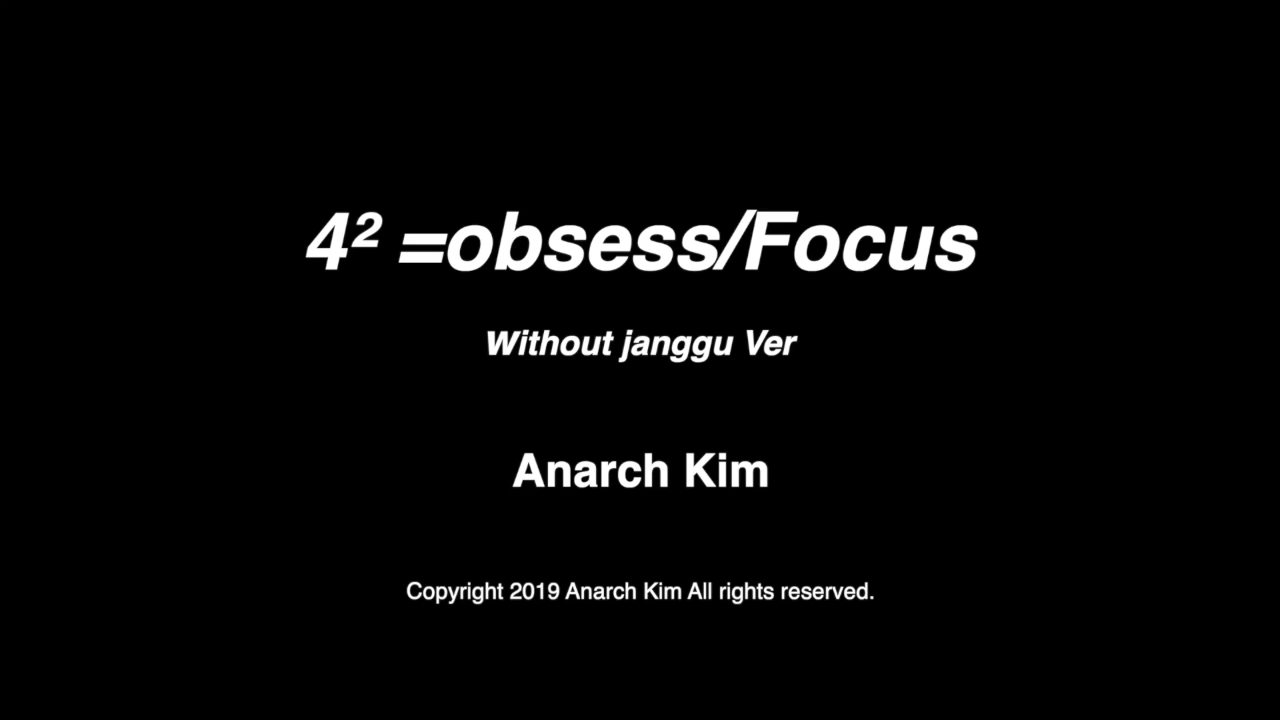 4² =obsess/Focus
Without janggu Ver
Anarch Kim
Copyright 2019 Anarch Kim All rights reserved.